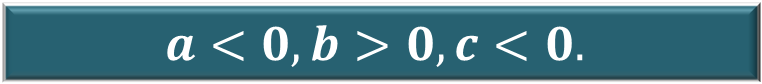 a < 0, b > 0, c < 0.